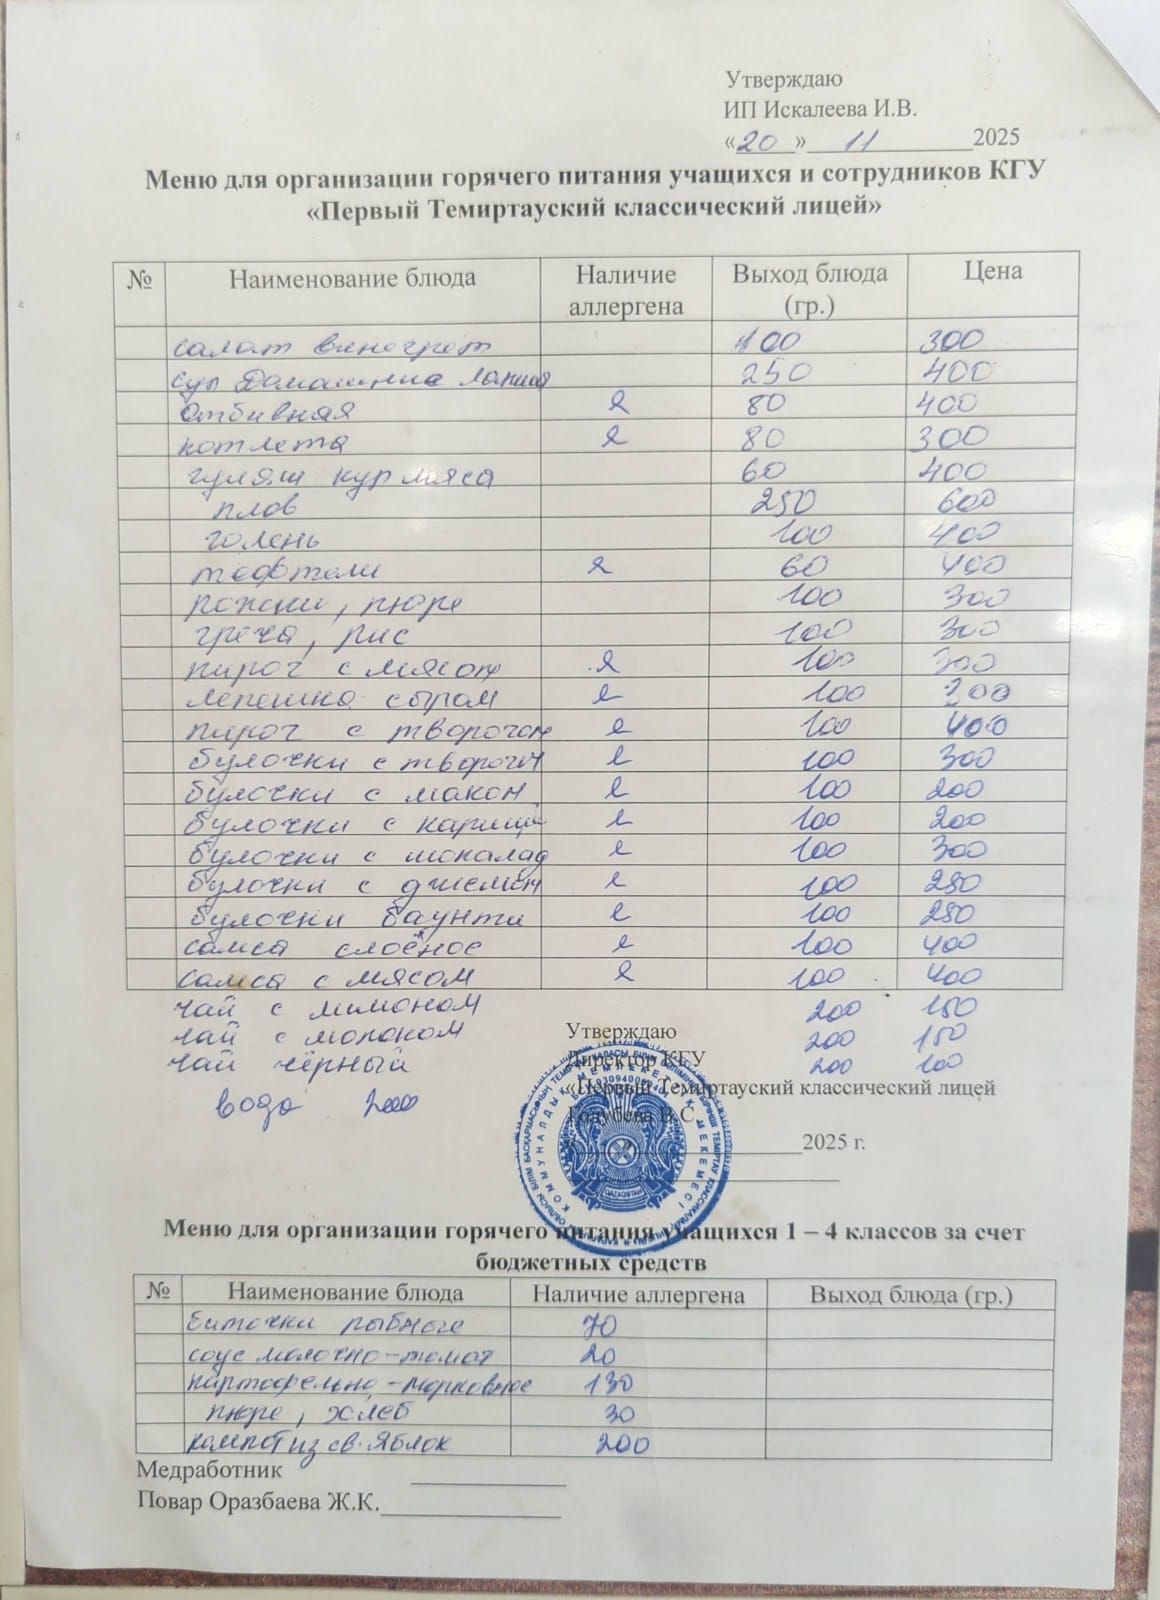 Утверждаю
ИП Искалеева И.В.
«20» 11 2025
Меню для организации горячего питания учащихся и сотрудников КГУ
«Первый Темиртауский классический лицей»
№ Наименование блюда Наличие аллергена Выход блюда (гр.) Цена
салат винегрет 100 300
суп Домашняя лапша 250 400
Отбивная Я 80 400
котлета Я 80 300
гуляш кур мяса 60 400
плов 250 600
голень 100 400
тефтели Я 60 400
рожки, пюре 100 300
греча, рис 100 300
пирог с мясом Я 100 300
лепешка сыром 100
пирог с творогом 100 400
булочки с творогом 100 300
булочки с маком 100 200
булочки с корицей 100 200
булочки с шоколад 100 300
булочки с джемом 100 250
булочки баунти 100 250
самса слоёное 100 400
самса с мясом Я 100 400
чай с лимоном 200 150
чай с молоком 200 150
чай чёрный 200 100
вода 200
Утверждаю
Директор КГУ
«Первый Темиртауский классический лицей
Голубева В.С.
2025 г.
QAZAQSTAN
Меню для организации горячего питания учащихся 1 – 4 классов за счет
бюджетных средств
№ Наименование блюда Наличие аллергена Выход блюда (гр.)
биточки рыбные 70
соус молочно-томат 20
картофельно-морковное 130
пюре, хлеб 30
компот из св. яблок 200
Медработник
Повар Оразбаева Ж.К.